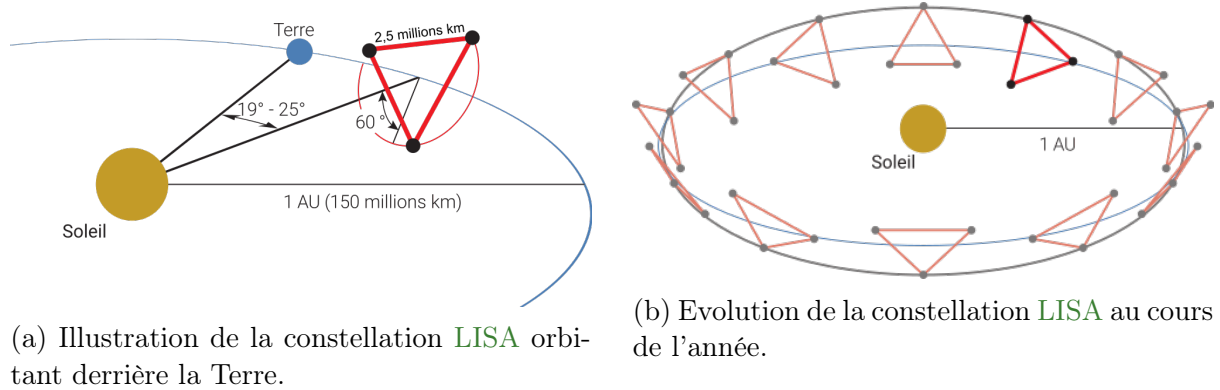 Terre
2,5 millions km
19° - 25°
60 °
1 AU (150 millions km)
Soleil
(a) Illustration de la constellation LISA orbi-
tant derrière la Terre.
1 AU
Soleil
(b) Evolution de la constellation LISA au cours
de l'année.